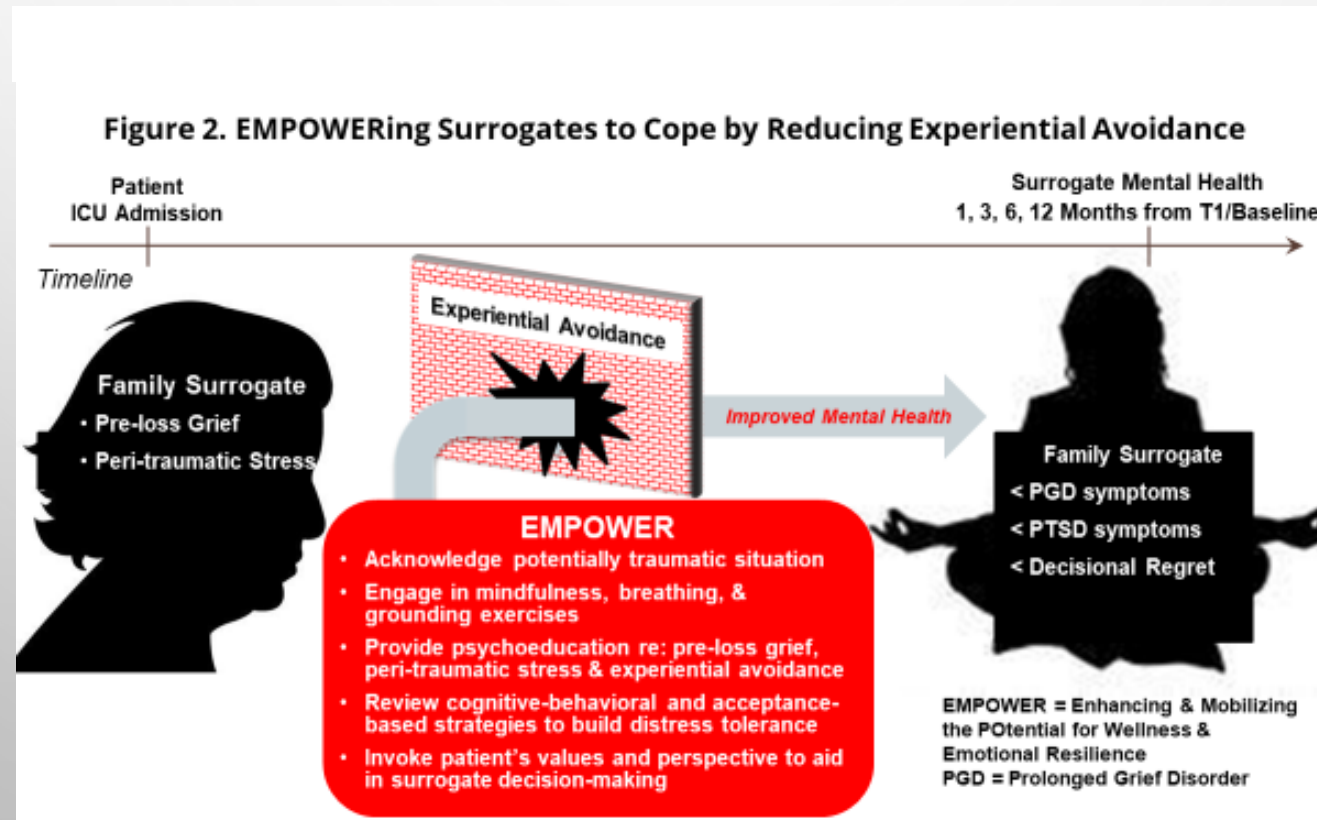 Figure 2. EMPOWERing Surrogates to Cope by Reducing Experiential Avoidance
Patient
ICU Admission
Surrogate Mental Health
1, 3, 6, 12 Months from T1/Baseline
Timeline
Experiential Avoidance
Family Surrogate
• Pre-loss Grief
• Peri-traumatic Stress
Improved Mental Health
Family Surrogate
< PGD symptoms
< PTSD symptoms
< Decisional Regret
EMPOWER
• Acknowledge potentially traumatic situation
• Engage in mindfulness, breathing, &
grounding exercises
• Provide psychoeducation re: pre-loss grief,
peri-traumatic stress & experiential avoidance
• Review cognitive-behavioral and acceptance-
based strategies to build distress tolerance
• Invoke patient's values and perspective to aid
in surrogate decision-making
EMPOWER = Enhancing & Mobilizing
the POtential for Wellness &
Emotional Resilience
PGD = Prolonged Grief Disorder